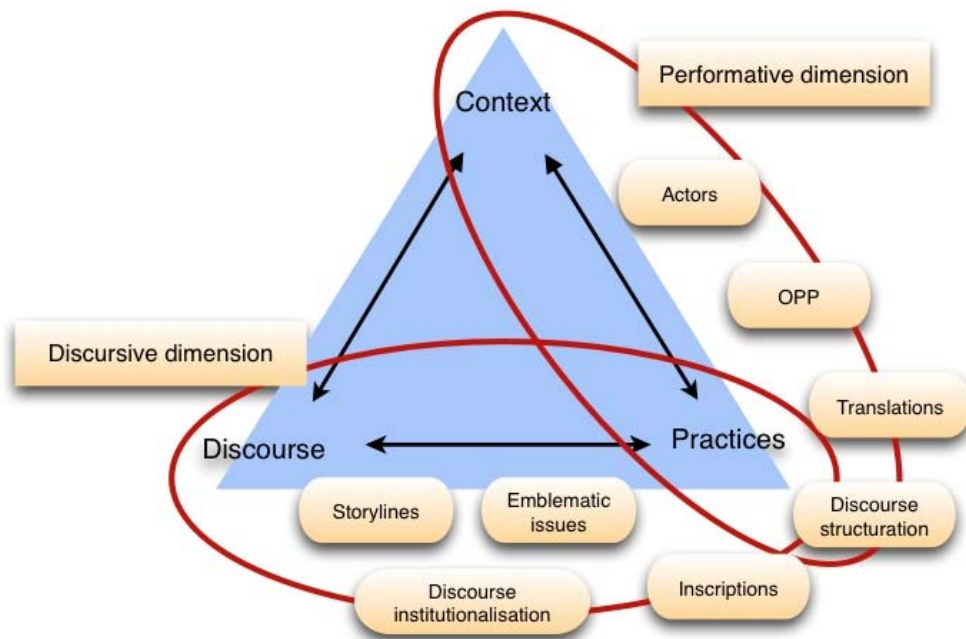 Performative dimension
Context
Actors
OPP
Discursive dimension
Translations
Discourse
Practices
Storylines
Emblematic
issues
Discourse
structuration
Discourse
institutionalisation
Inscriptions